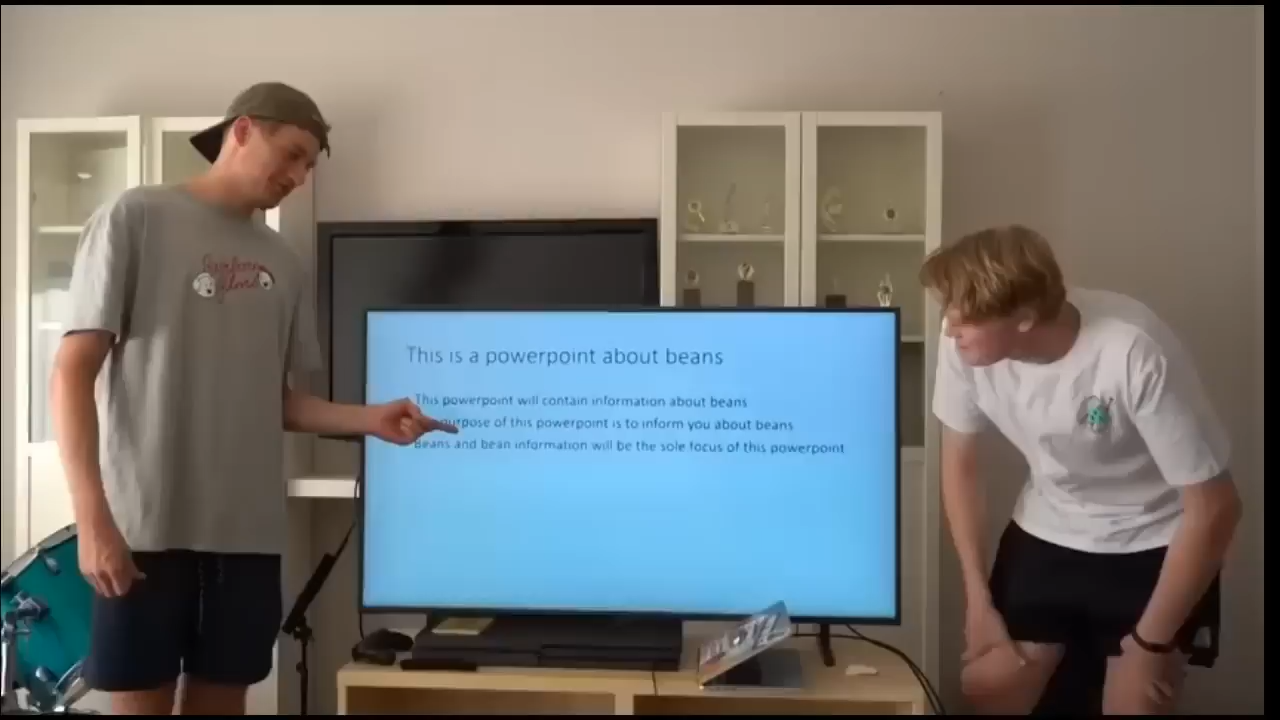 This is a powerpoint about beans
This powerpoint will contain information about beans
purpose of this powerpoint is to inform you about beans
Beans and bean information will be the sole focus of this powerpoint